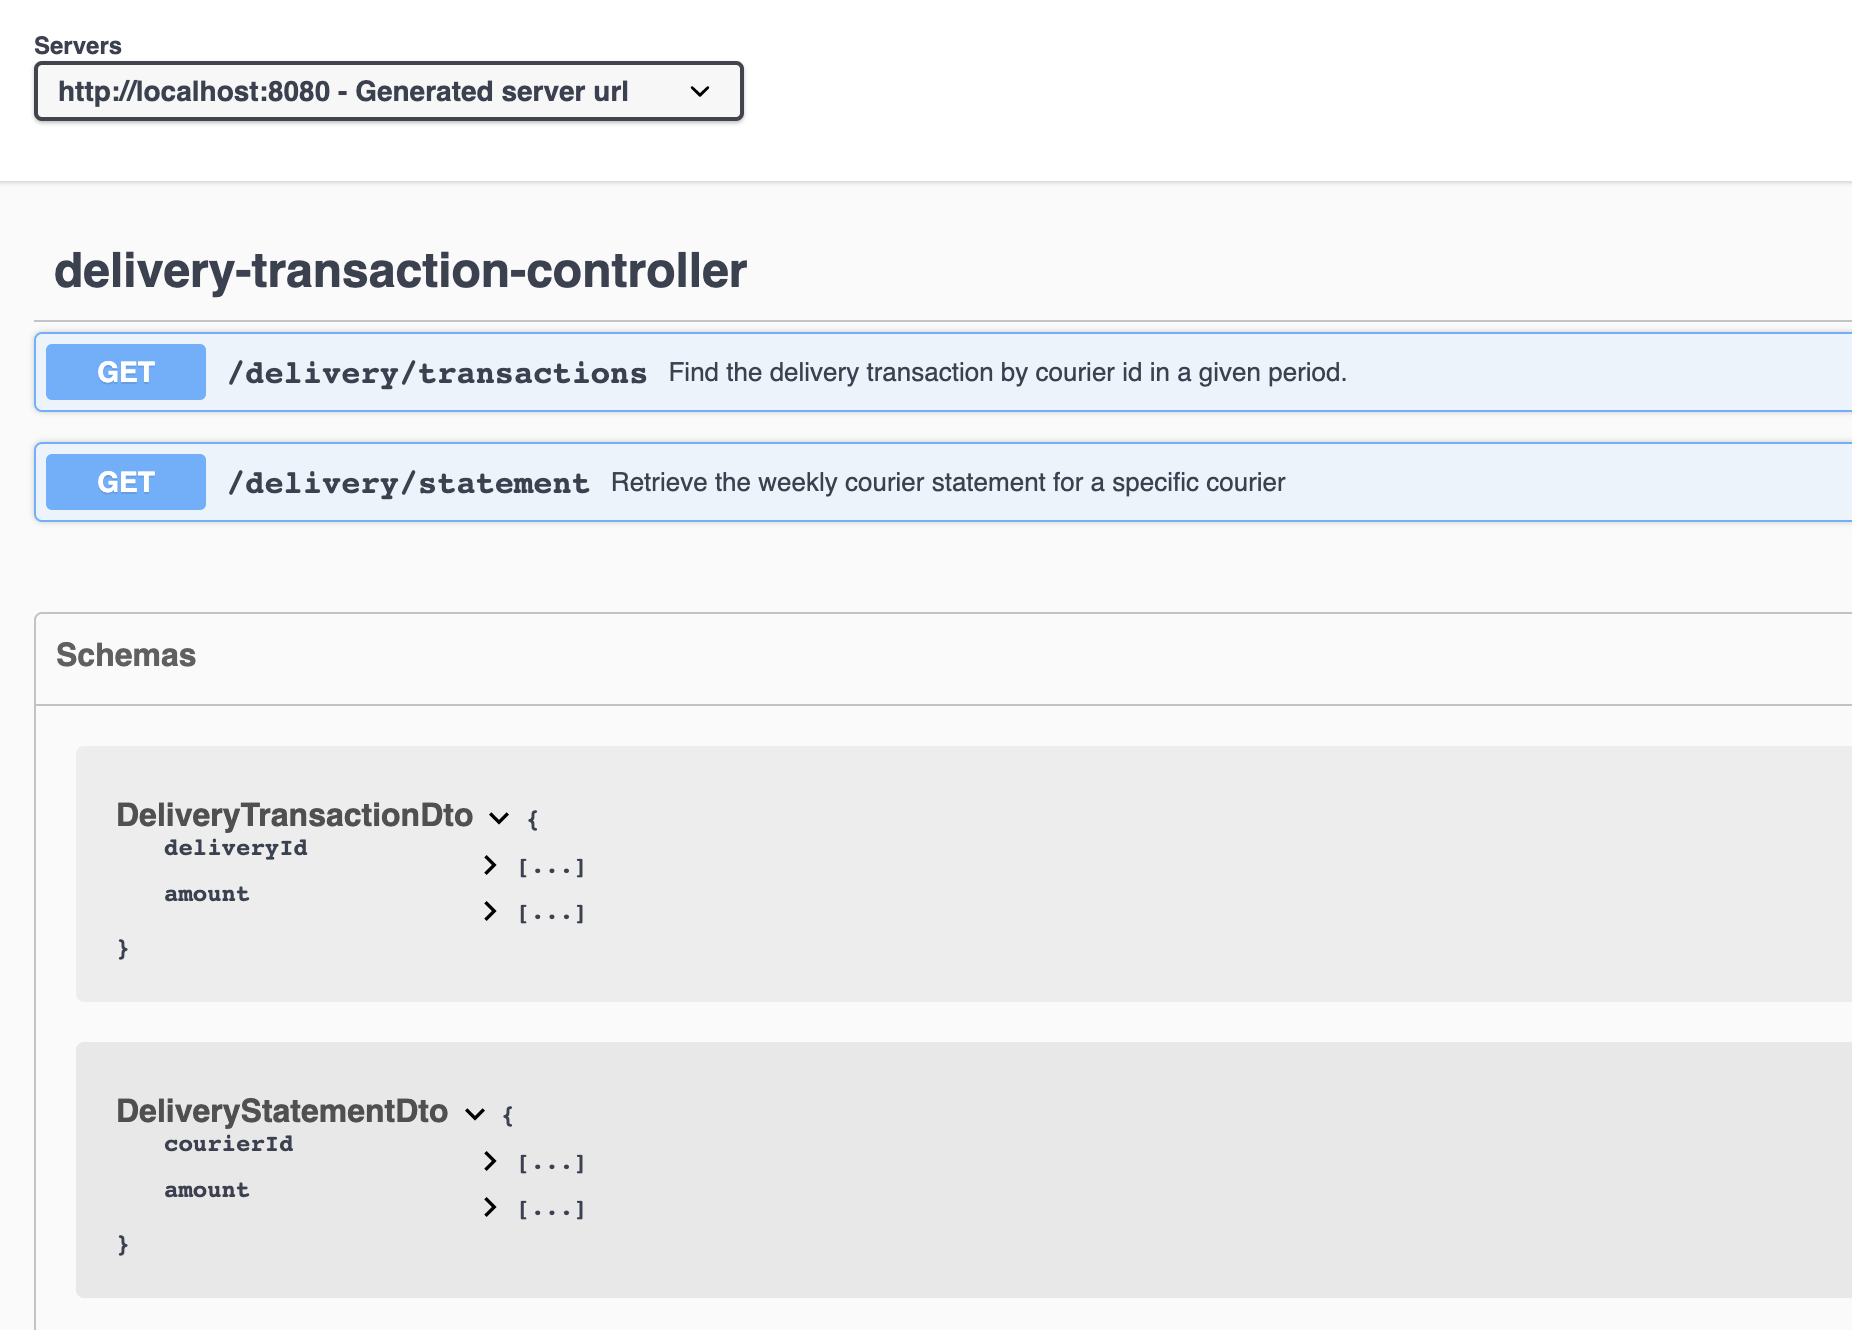 Servers
http://localhost:8080 - Generated server url
delivery-transaction-controller
GET /delivery/transactions Find the delivery transaction by courier id in a given period.
GET /delivery/statement Retrieve the weekly courier statement for a specific courier
Schemas
DeliveryTransactionDto {
deliveryId
[...]
amount
[...]
}
DeliveryStatementDto {
courierId
[...]
amount
[...]
}